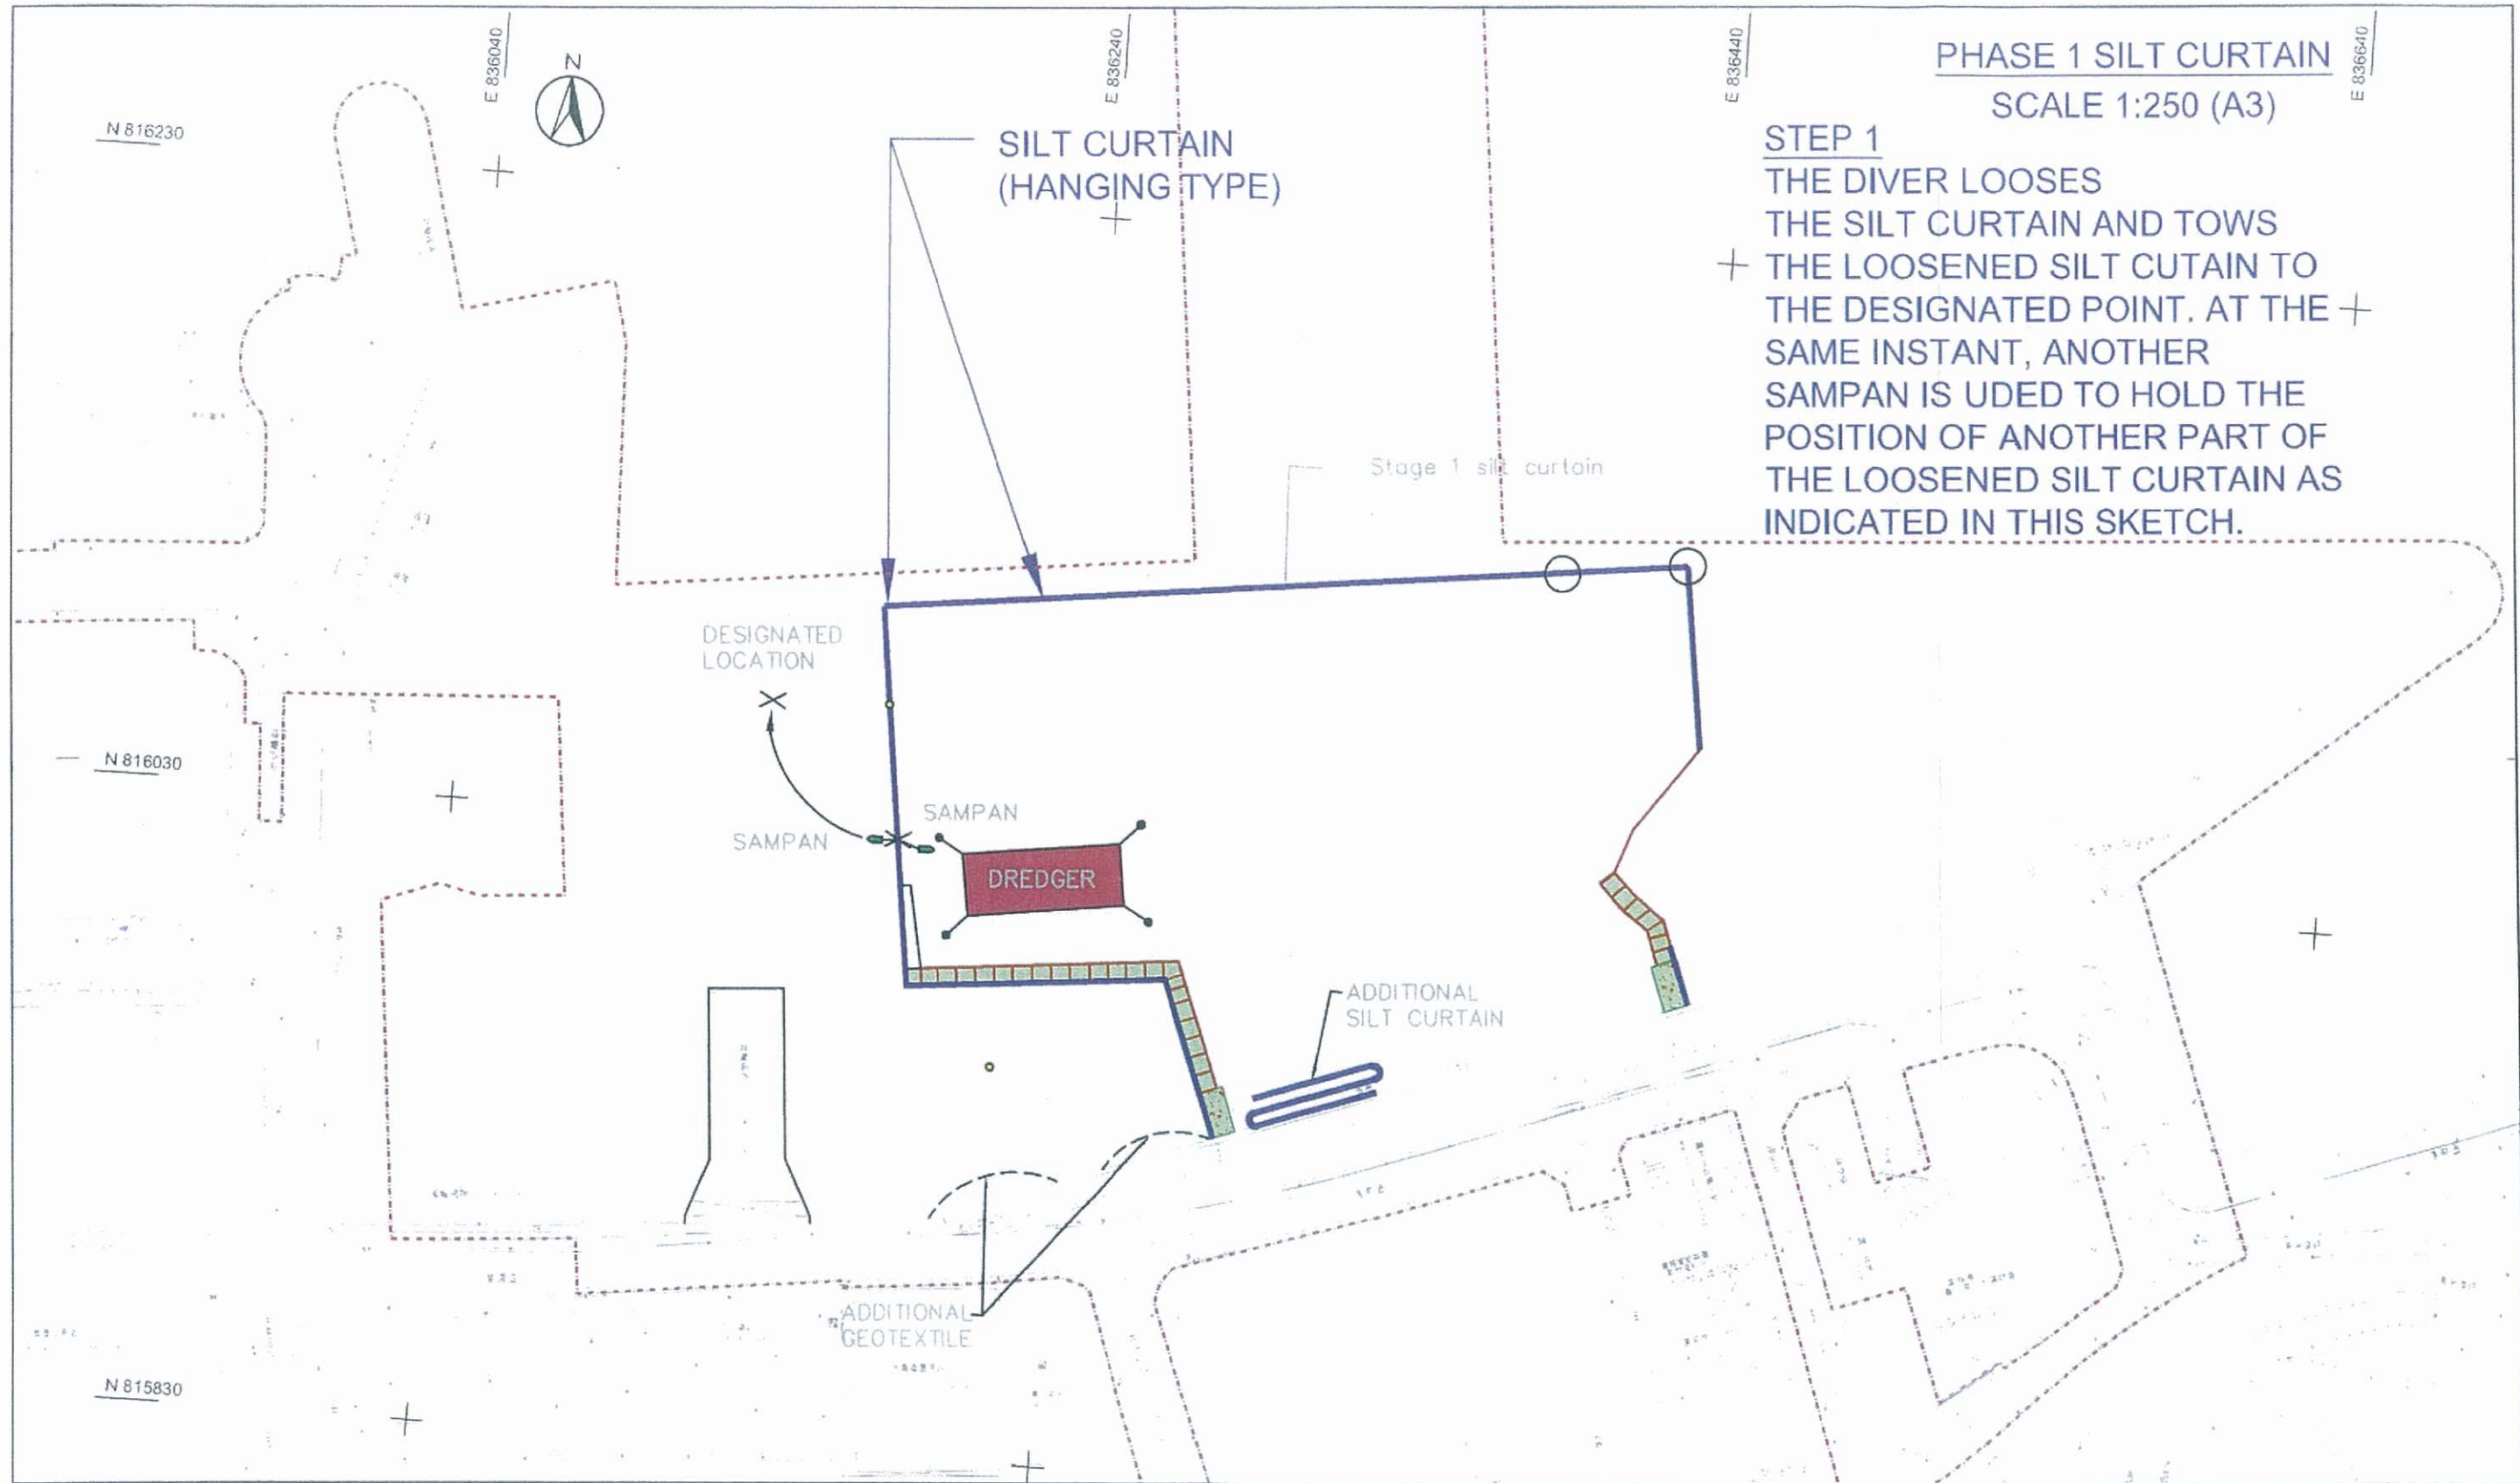 E 836040
E 836240
E 836440
E 836640
N
N 816230
PHASE 1 SILT CURTAIN
SCALE 1:250 (A3)
STEP 1
THE DIVER LOOSES
THE SILT CURTAIN AND TOWS
THE LOOSENED SILT CUTAIN TO
THE DESIGNATED POINT. AT THE
SAME INSTANT, ANOTHER
SAMPAN IS UDED TO HOLD THE
POSITION OF ANOTHER PART OF
THE LOOSENED SILT CURTAIN AS
INDICATED IN THIS SKETCH.
SILT CURTAIN
(HANGING TYPE)
Stage 1 silt curtain
DESIGNATED
LOCATION
N 816030
SAMPAN
SAMPAN
DREDGER
ADDITIONAL
SILT CURTAIN
ADDITIONAL
GEOTEXTILE
N 815830